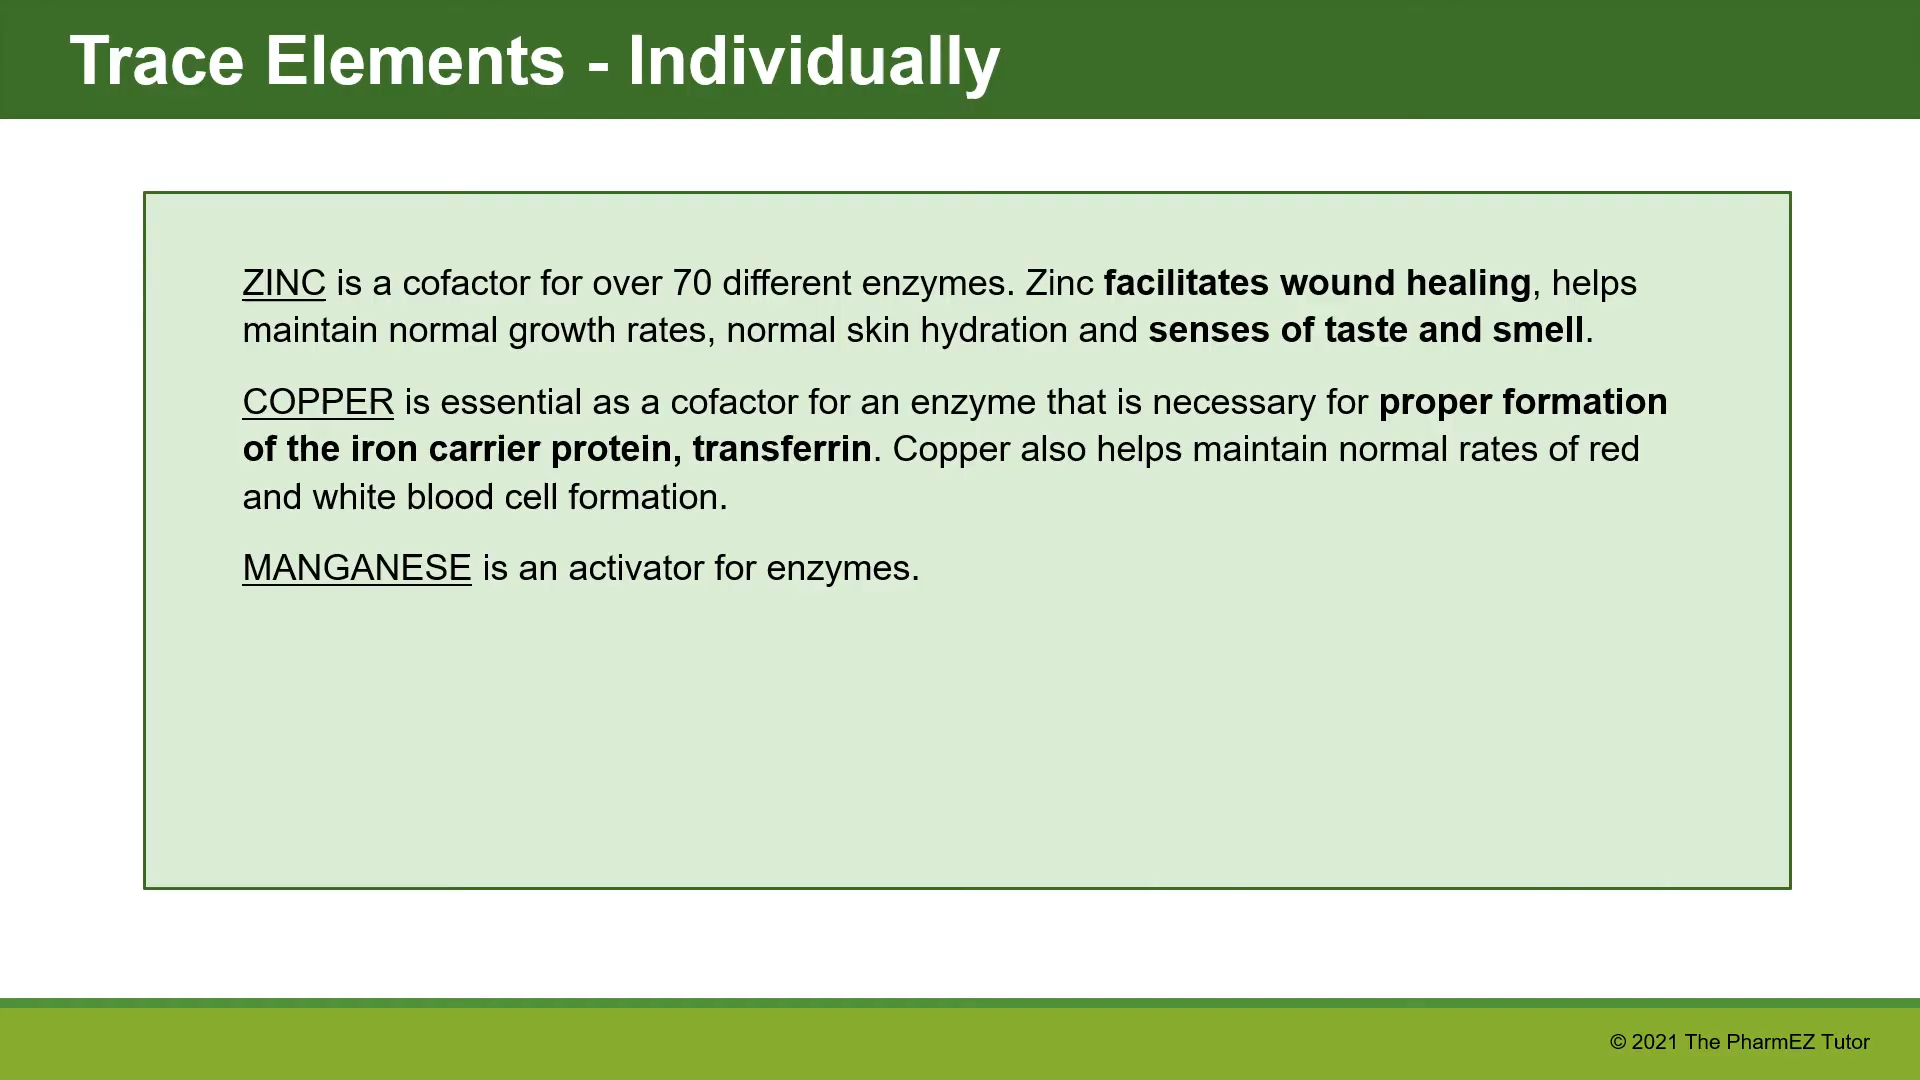 Trace Elements - Individually
ZINC is a cofactor for over 70 different enzymes. Zinc facilitates wound healing, helps
maintain normal growth rates, normal skin hydration and senses of taste and smell.
COPPER is essential as a cofactor for an enzyme that is necessary for proper formation
of the iron carrier protein, transferrin. Copper also helps maintain normal rates of red
and white blood cell formation.
MANGANESE is an activator for enzymes.
© 2021 The PharmEZ Tutor